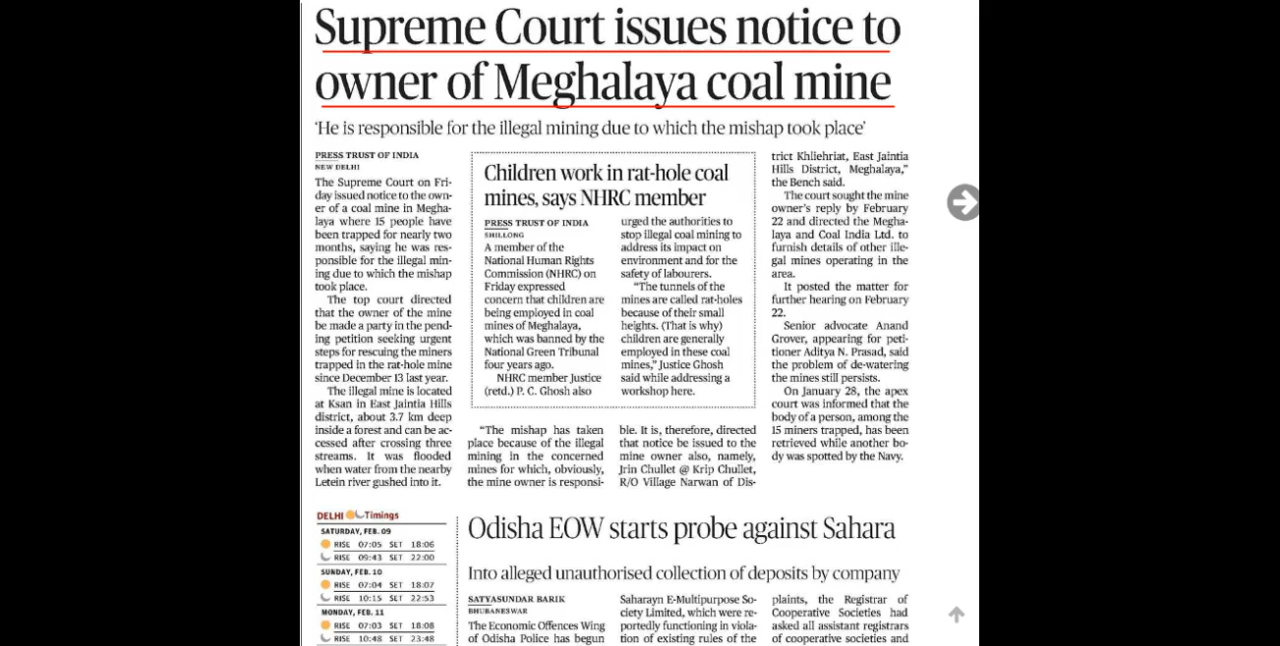 Supreme Court issues notice to
owner of Meghalaya coal mine
‘He is responsible for the illegal mining due to which the mishap took place’
PRESS TRUST OF INDIA
NEW DELHI
The Supreme Court on Fri-
day issued notice to the own-
er of a coal mine in Megha-
laya where 15 people have
been trapped for nearly two
months, saying he was res-
ponsible for the illegal min-
ing due to which the mishap
took place.
The top court directed
that the owner of the mine
be made a party in the pend-
ing petition seeking urgent
steps for rescuing the miners
trapped in the rat-hole mine
since December 13 last year.
The illegal mine is located
at Ksan in East Jaintia Hills
district, about 3.7 km deep
inside a forest and can be ac-
cessed after crossing three
streams. It was flooded
when water from the nearby
Letein river gushed into it.
“The mishap has taken
place because of the illegal
mining in the concerned
mines for which, obviously,
the mine owner is responsi-
ble. It is, therefore, directed
that notice be issued to the
mine owner also, namely,
Jrin Chullet @ Krip Chullet,
R/O Village Narwan of Dis-
trict Khliehriat, East Jaintia
Hills District, Meghalaya,”
the Bench said.
The court sought the mine
owner's reply by February
22 and directed the Megha-
laya and Coal India Ltd. to
furnish details of other ille-
gal mines operating in the
area.
It posted the matter for
further hearing on February
22.
Senior advocate Anand
Grover, appearing for peti-
tioner Aditya N. Prasad, said
the problem of de-watering
the mines still persists.
On January 28, the apex
court was informed that the
body of a person, among the
15 miners trapped, has been
retrieved while another bo-
dy was spotted by the Navy.
Children work in rat-hole coal
mines, says NHRC member
PRESS TRUST OF INDIA
SHILLONG
A member of the
National Human Rights
Commission (NHRC) on
Friday expressed
concern that children are
being employed in coal
mines of Meghalaya,
which was banned by the
National Green Tribunal
four years ago.
NHRC member Justice
(retd.) P. C. Ghosh also
urged the authorities to
stop illegal coal mining to
address its impact on
environment and for the
safety of labourers.
“The tunnels of the
mines are called rat-holes
because of their small
heights. (That is why)
children are generally
employed in these coal
mines,” Justice Ghosh
said while addressing a
workshop here.
DELHI Timings
SATURDAY, FEB. 09
RISE 07:05 SET 18:06
RISE 09:43 SET 22:00
SUNDAY, FEB. 10
RISE 07:04 SET 18:07
RISE 10:15 SET 22:53
MONDAY, FEB. 11
RISE 07:03 SET 18:08
RISE 10:48 SET 23:48
Odisha EOW starts probe against Sahara
Into alleged unauthorised collection of deposits by company
SATYASUNDAR BARIK
BHUBANESWAR
The Economic Offences Wing
of Odisha Police has begun
Saharayn E-Multipurpose So-
ciety Limited, which were re-
portedly functioning in viola-
tion of existing rules of the
plaints, the Registrar of
Cooperative Societies had
asked all assistant registrars
of cooperative societies and